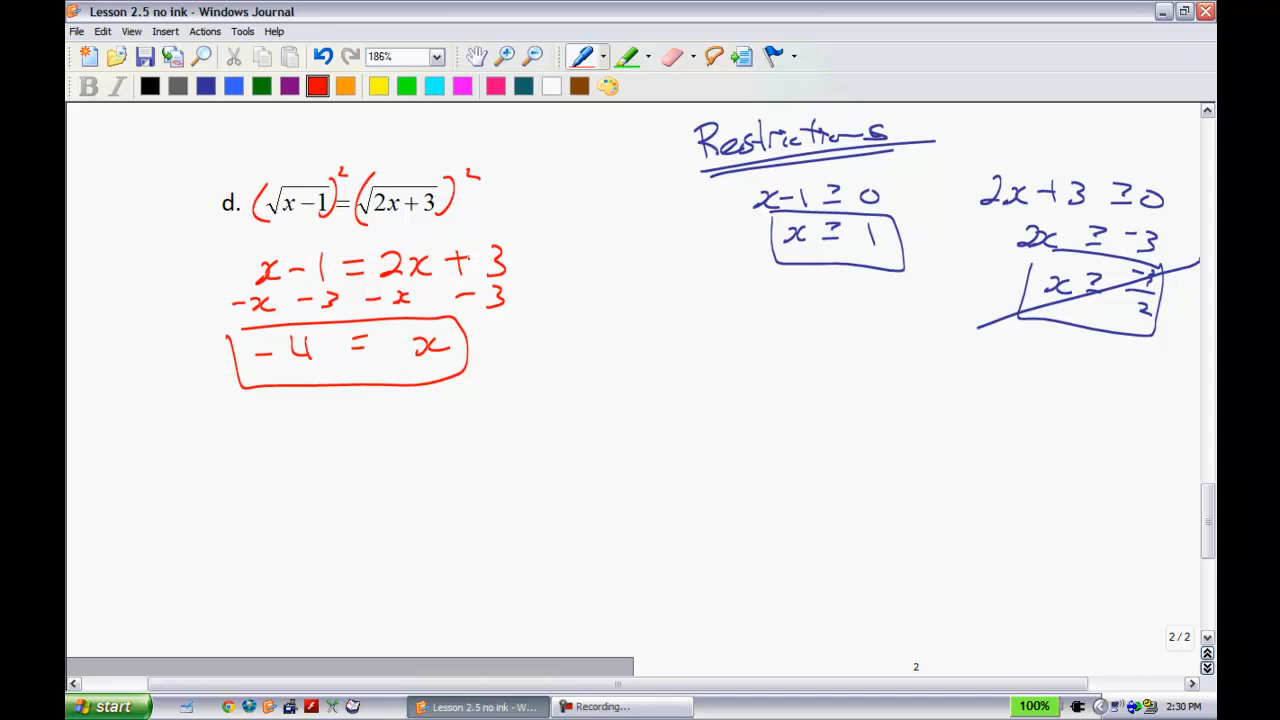 Lesson 2.5 no ink - Windows Journal
File Edit View Insert Actions Tools Help
186%
B I
Restrictions
d. (√x-1)² = (√2x+3)²
x-1 ≥ 0
2x+3 ≥ 0
x ≥ 1
2x ≥ -3
x-1 = 2x+3
x ≥ -3/2
-x -3 -x -3
-4 = x
2/2
2
start
Lesson 2.5 no ink - W...
Recording...
100%
2:30 PM